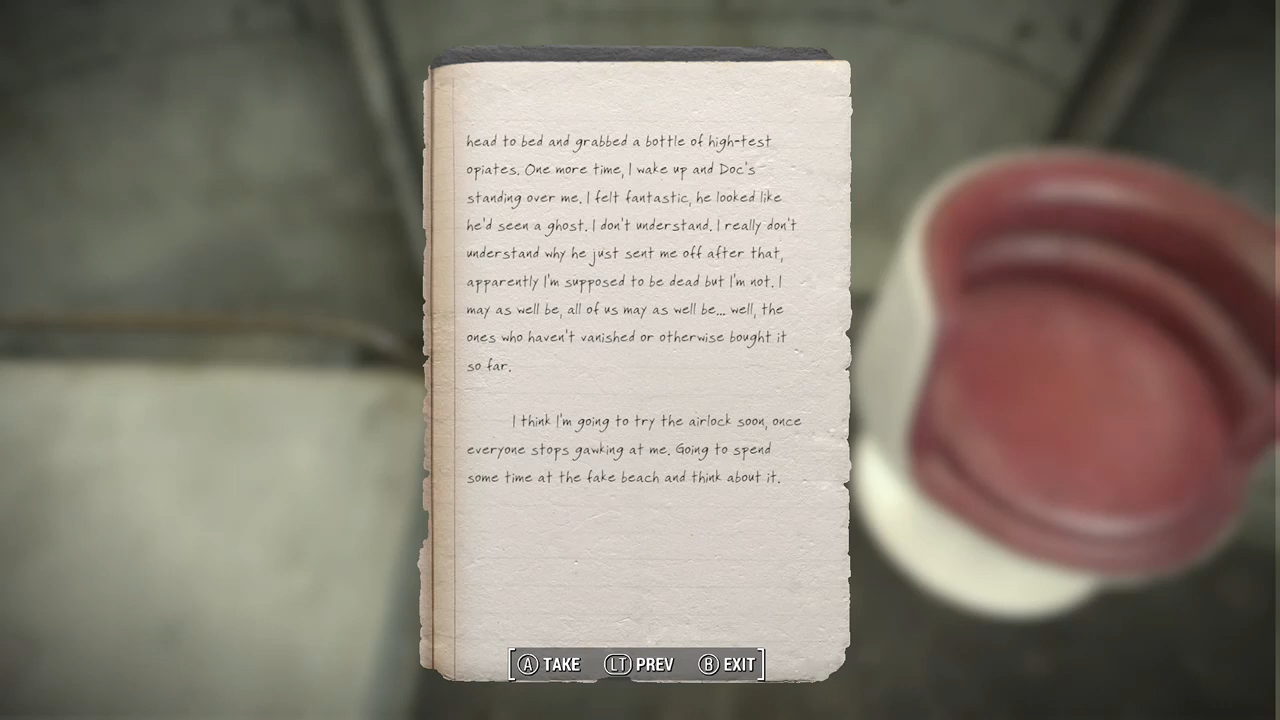 head to bed and grabbed a bottle of high-test
opiates. One more time, I wake up and Doc's
standing over me. I felt fantastic, he looked like
he'd seen a ghost. I don't understand. I really don't
understand why he just sent me off after that,
apparently I'm supposed to be dead but I'm not. I
may as well be, all of us may as well be... well, the
ones who haven't vanished or otherwise bought it
so far.
I think I'm going to try the airlock soon, once
everyone stops gawking at me. Going to spend
some time at the fake beach and think about it.
A TAKE LT PREV B EXIT